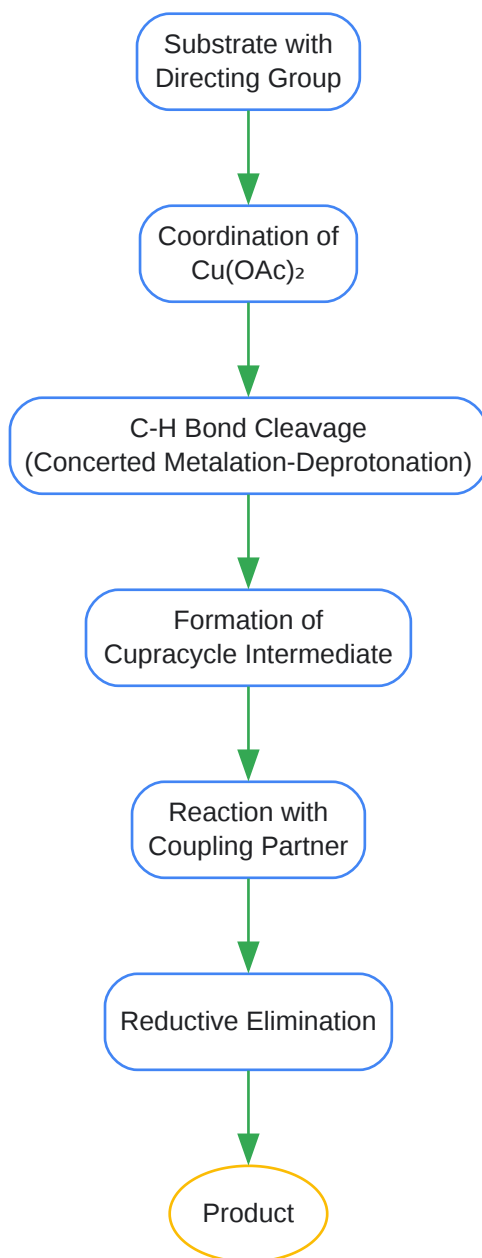 Substrate with
Directing Group
Coordination of
Cu(OAc)₂
C-H Bond Cleavage
(Concerted Metalation-Deprotonation)
Formation of
Cupracycle Intermediate
Reaction with
Coupling Partner
Reductive Elimination
Product